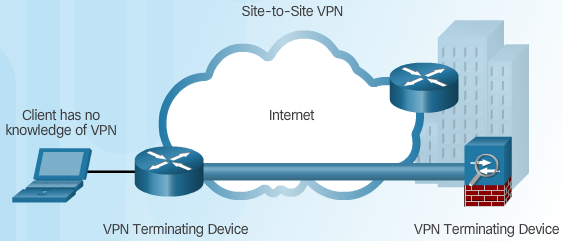 Site-to-Site VPN
Client has no
knowledge of VPN
Internet
VPN Terminating Device
VPN Terminating Device